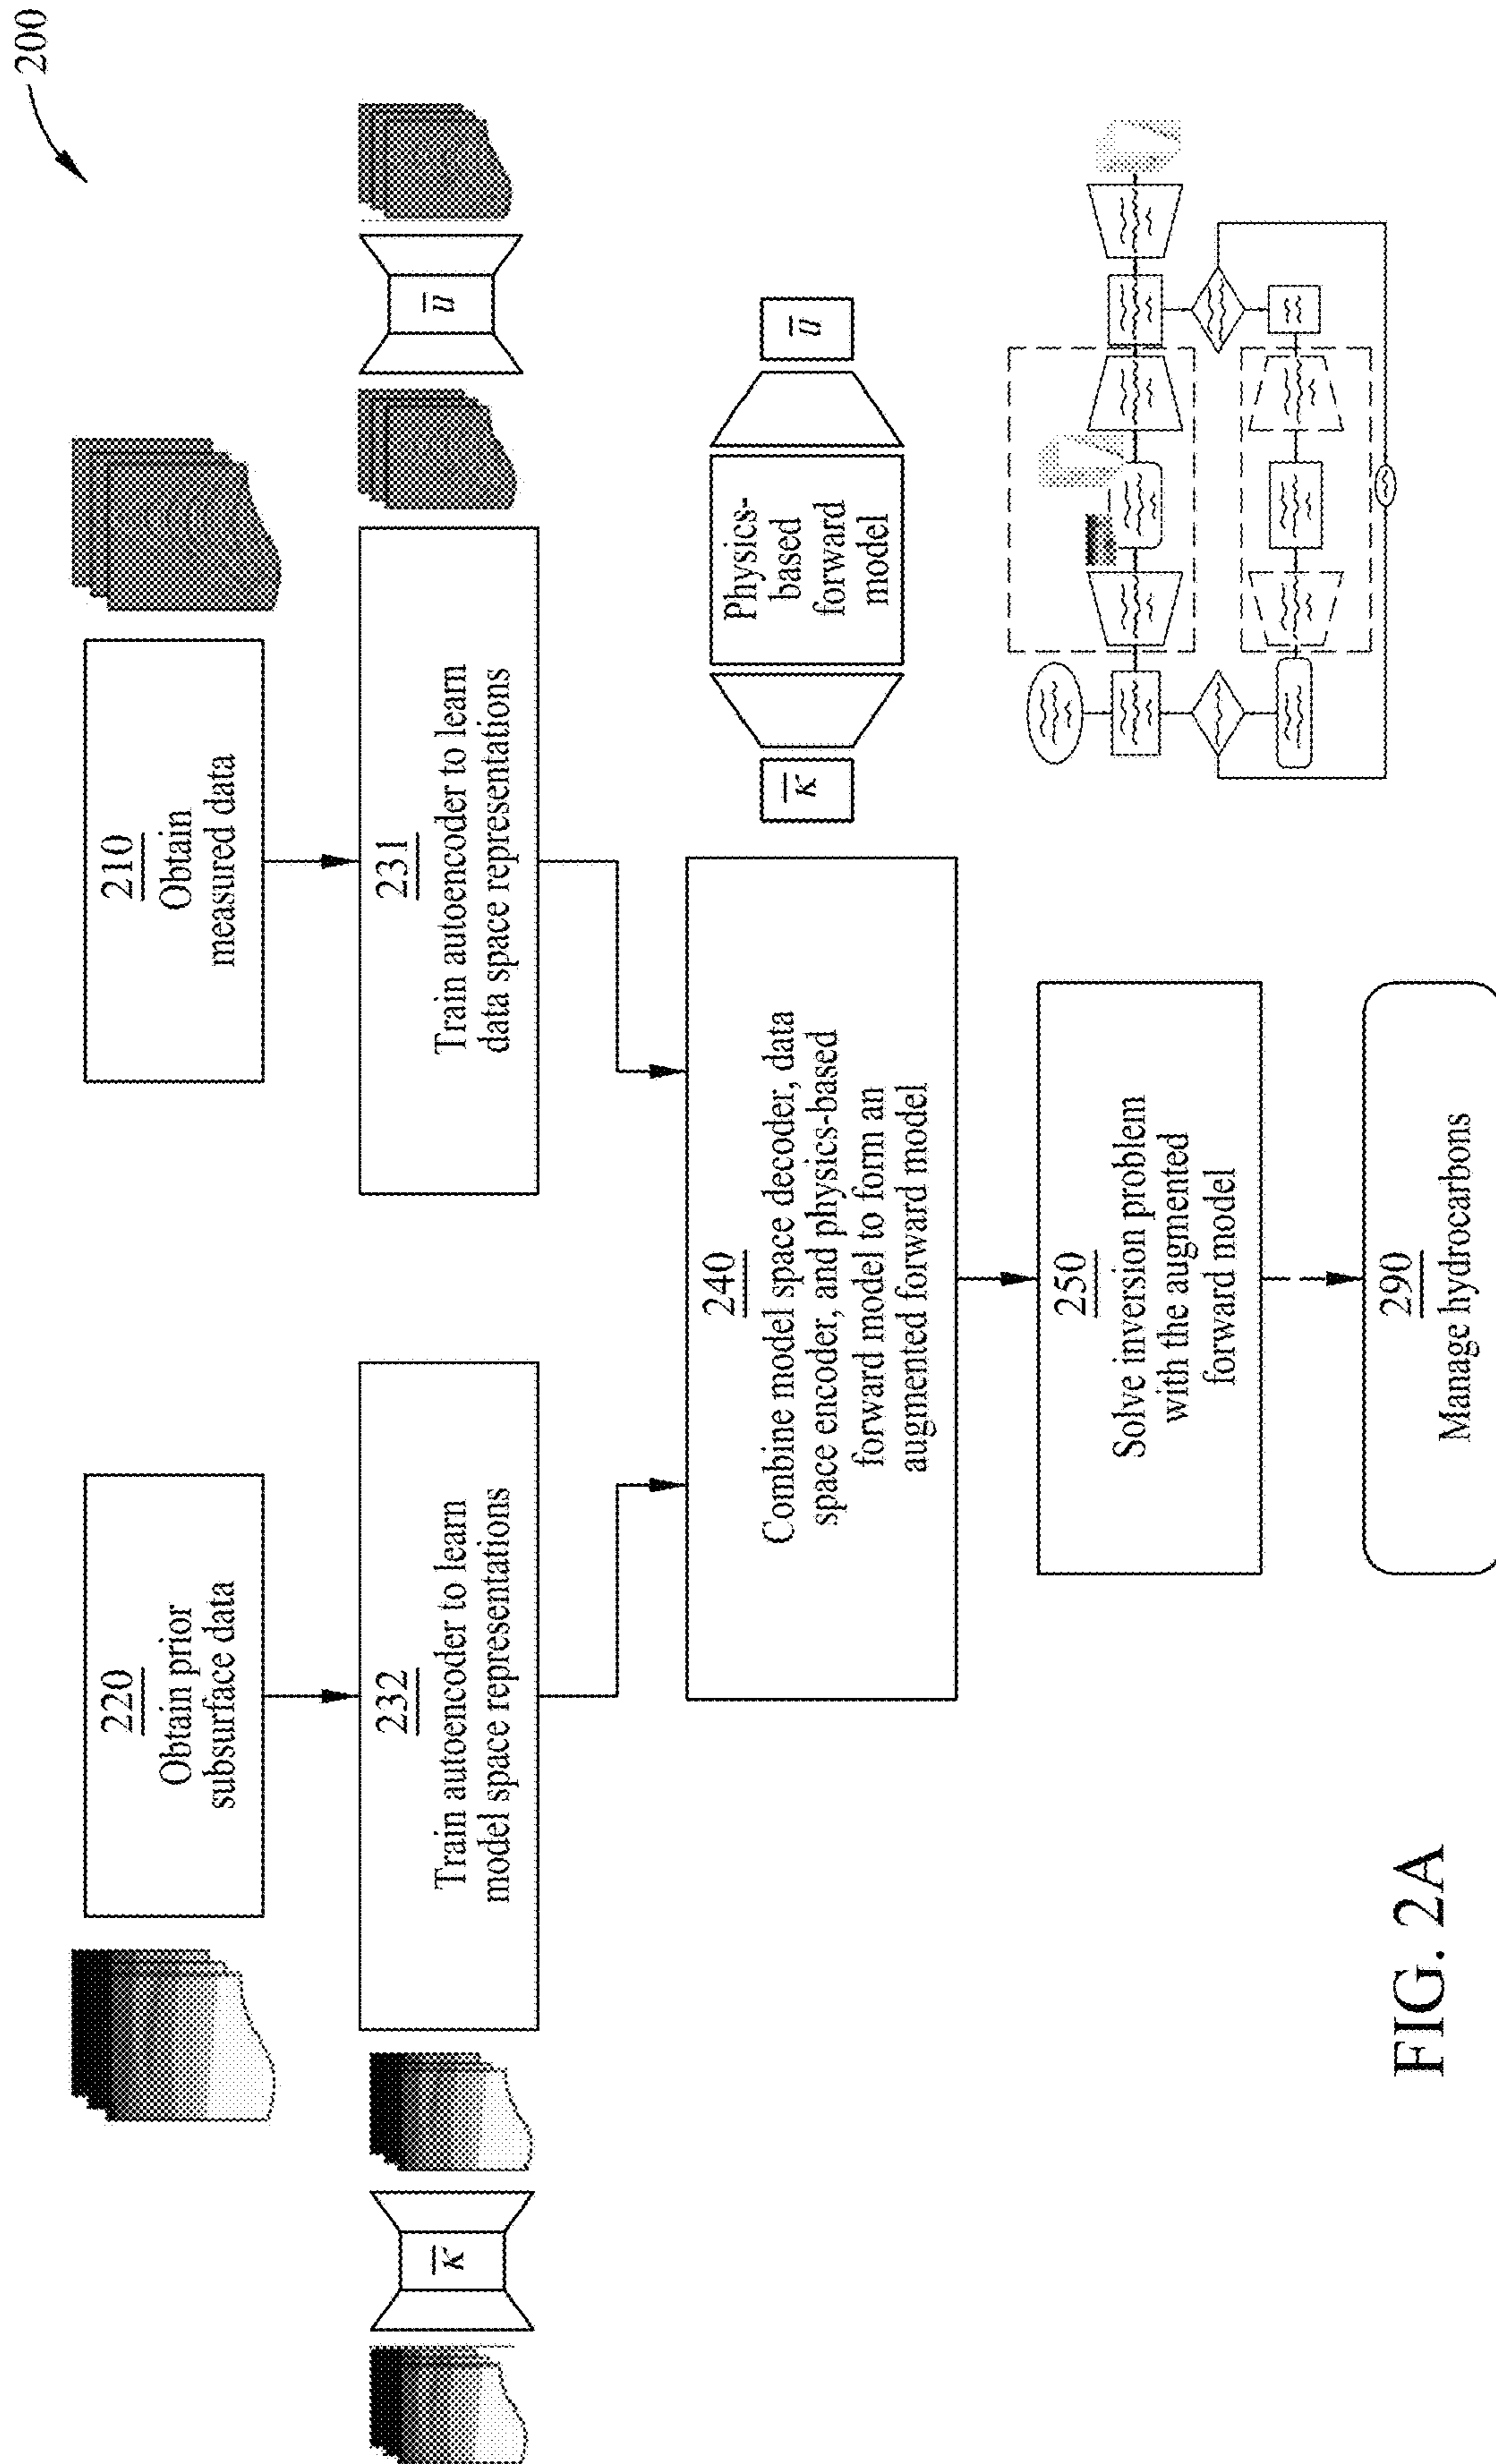 200
220
Obtain prior
subsurface data
210
Obtain
measured data
κ̅
232
Train autoencoder to learn
model space representations
231
Train autoencoder to learn
data space representations
u̅
240
Combine model space decoder, data
space encoder, and physics-based
forward model to form an
augmented forward model
κ̅
Physics-
based
forward
model
u̅
250
Solve inversion problem
with the augmented
forward model
290
Manage hydrocarbons
FIG. 2A